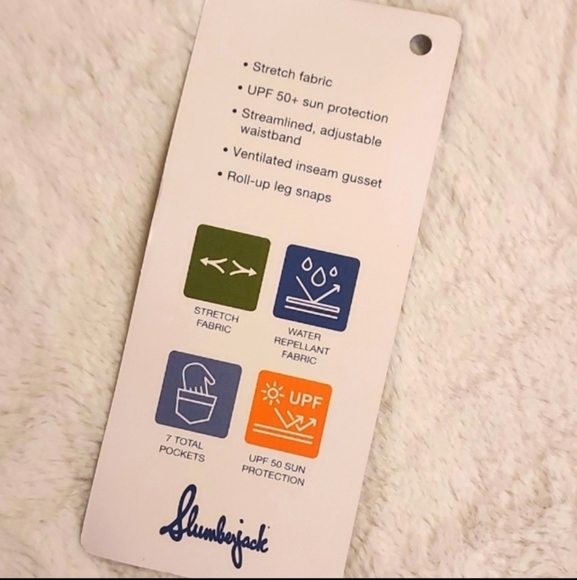 • Stretch fabric
• UPF 50+ sun protection
• Streamlined, adjustable
waistband
• Ventilated inseam gusset
• Roll-up leg snaps
STRETCH
FABRIC
WATER
REPELLANT
FABRIC
7 TOTAL
POCKETS
UPF
UPF 50 SUN
PROTECTION
Slumberjack